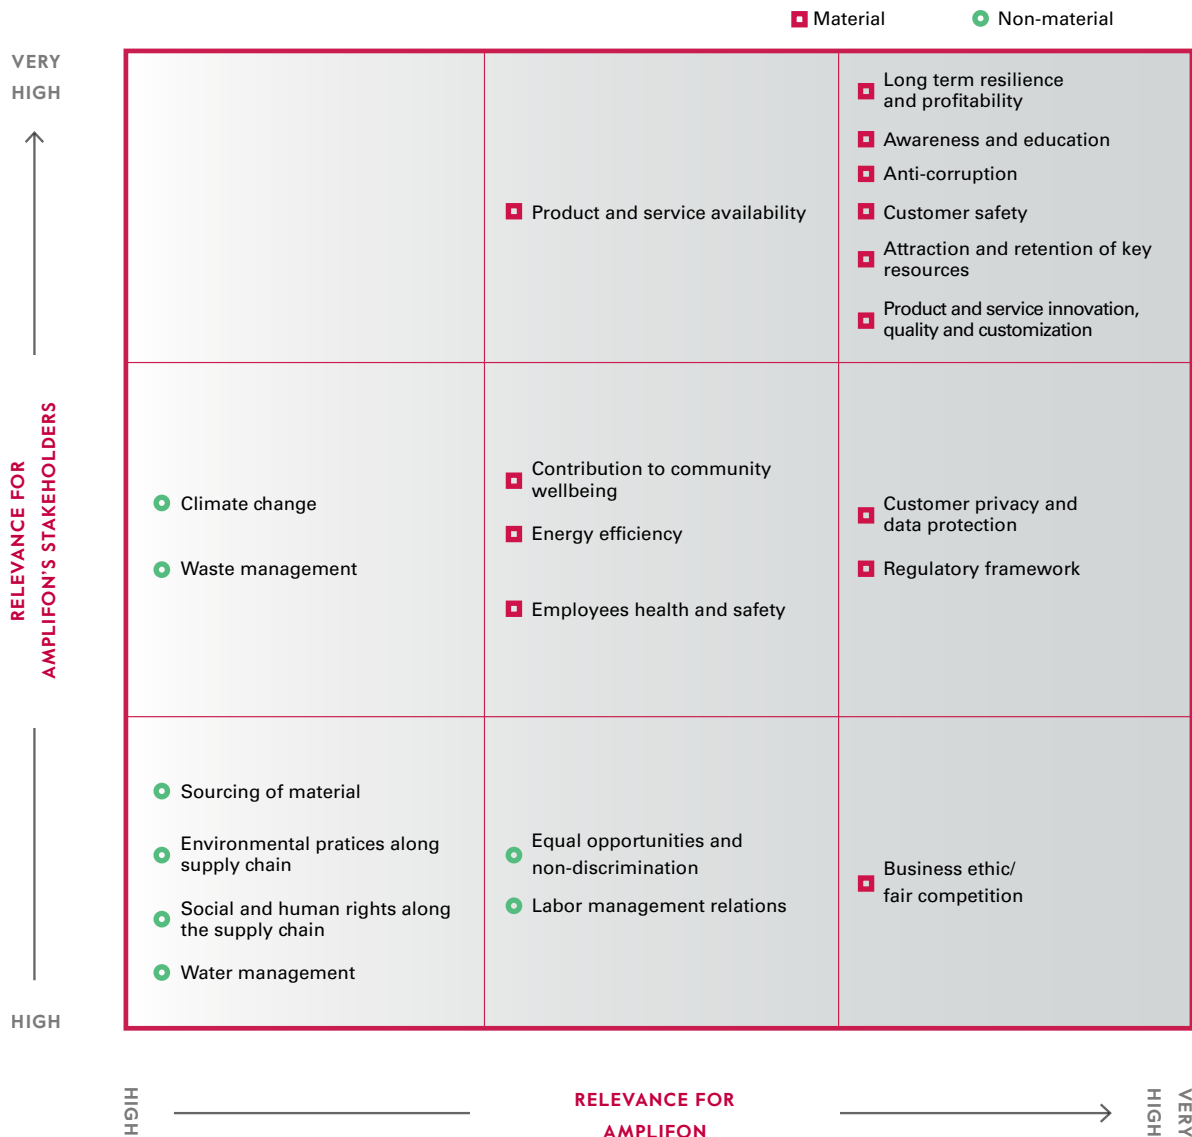 Material
Non-material
VERY
HIGH
Long term resilience
and profitability
Awareness and education
Anti-corruption
Product and service availability
Customer safety
Attraction and retention of key
resources
Product and service innovation,
quality and customization
RELEVANCE FOR
AMPLIFON'S STAKEHOLDERS
Climate change
Waste management
Contribution to community
wellbeing
Energy efficiency
Employees health and safety
Customer privacy and
data protection
Regulatory framework
Sourcing of material
Environmental pratices along
supply chain
Social and human rights along
the supply chain
Water management
Equal opportunities and
non-discrimination
Labor management relations
Business ethic/
fair competition
HIGH
HIGH
RELEVANCE FOR
AMPLIFON
VERY
HIGH